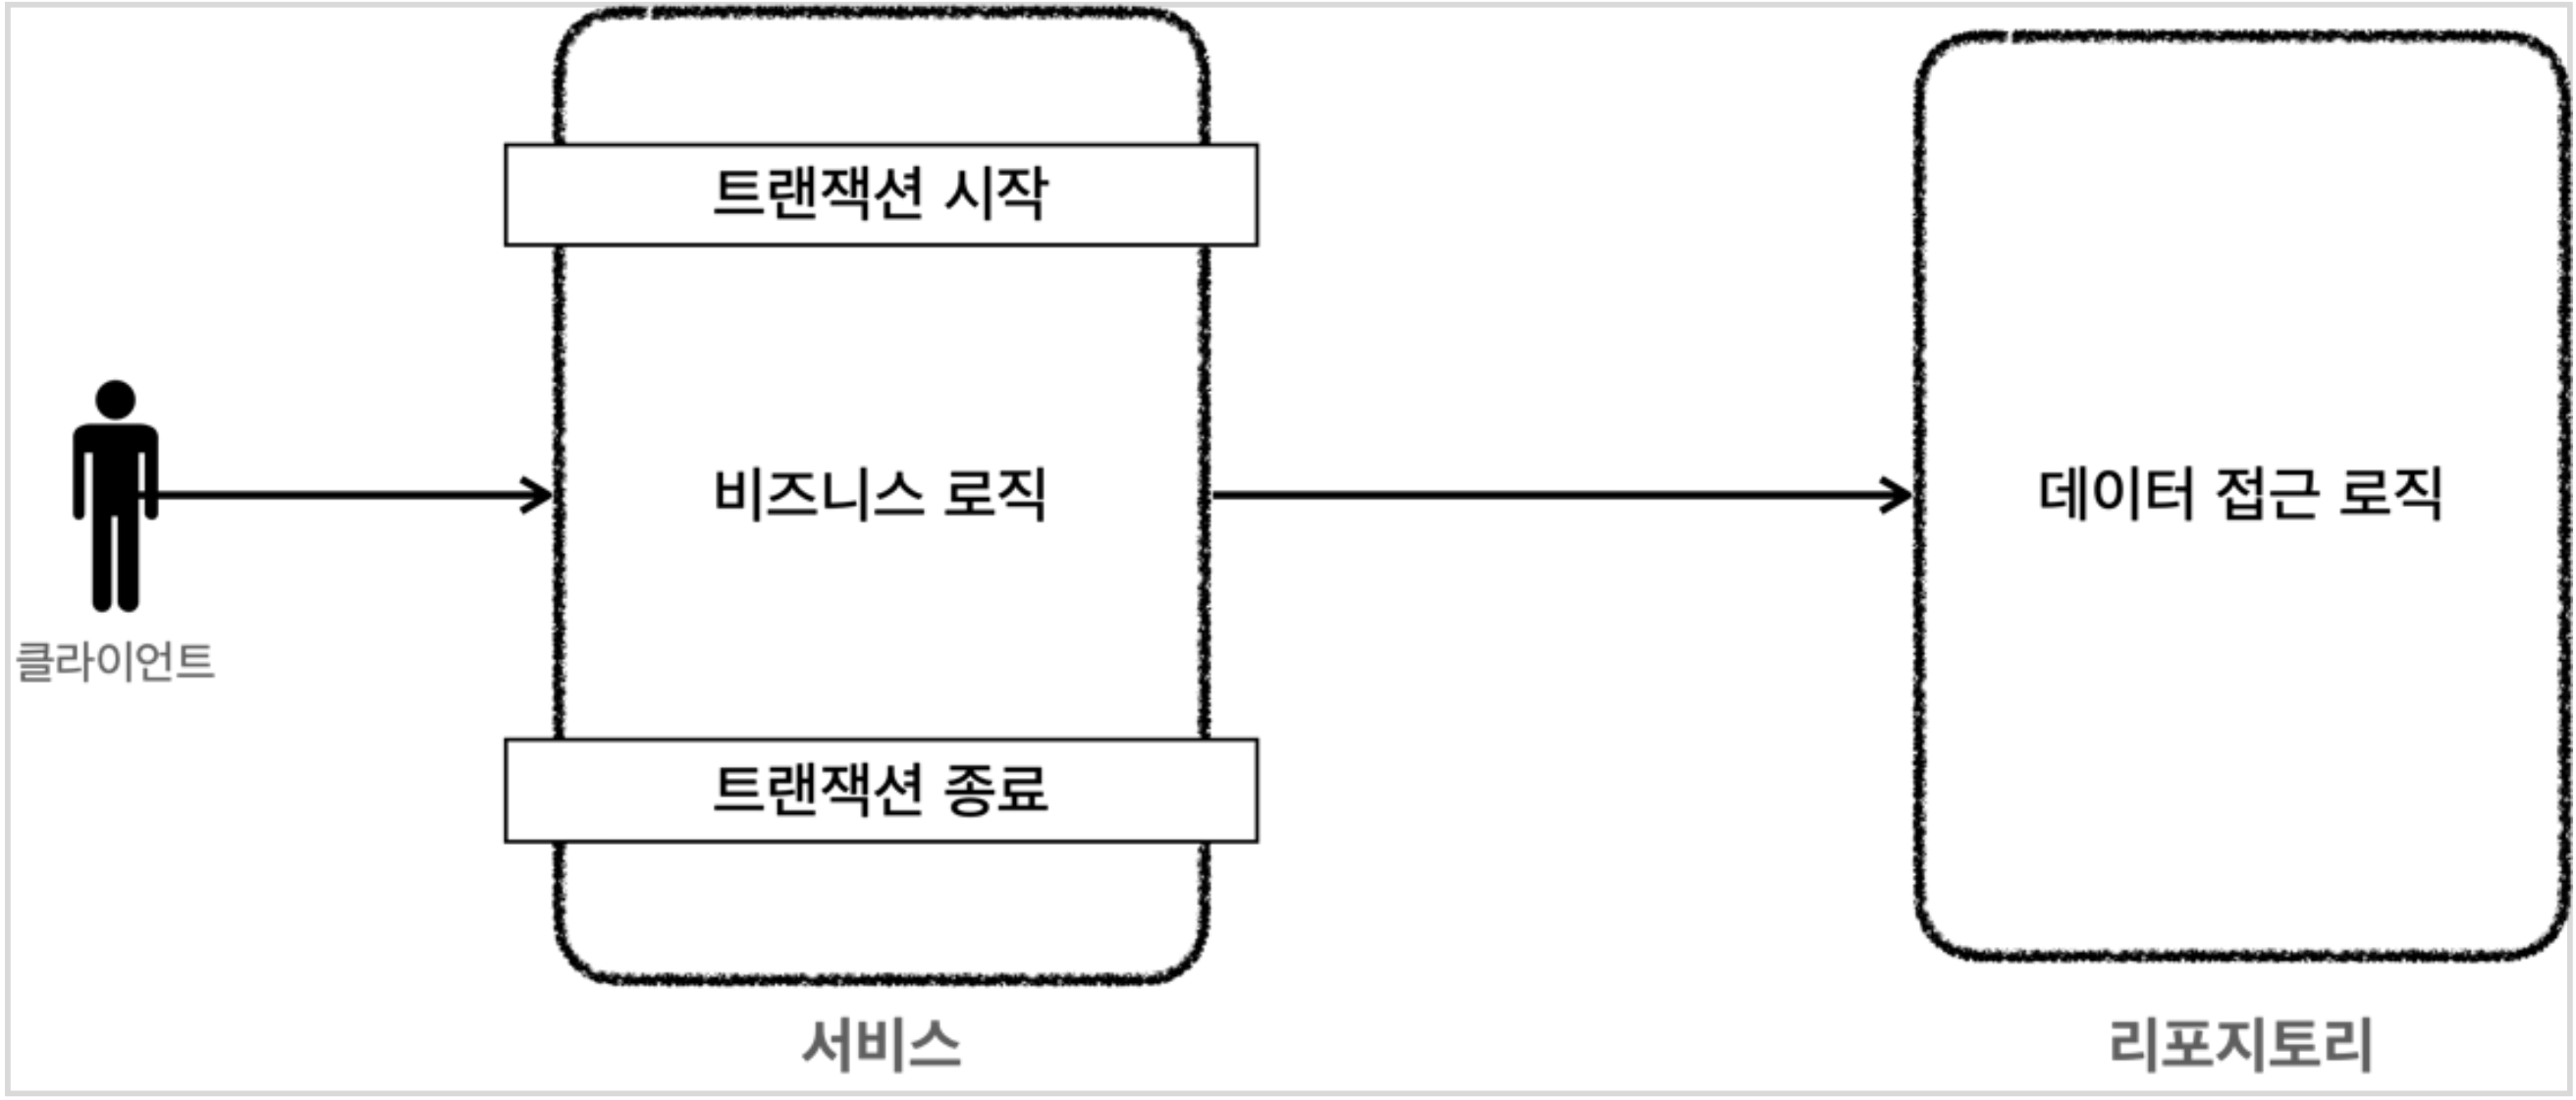 트랜잭션 시작
비즈니스 로직
데이터 접근 로직
클라이언트
트랜잭션 종료
서비스
리포지토리